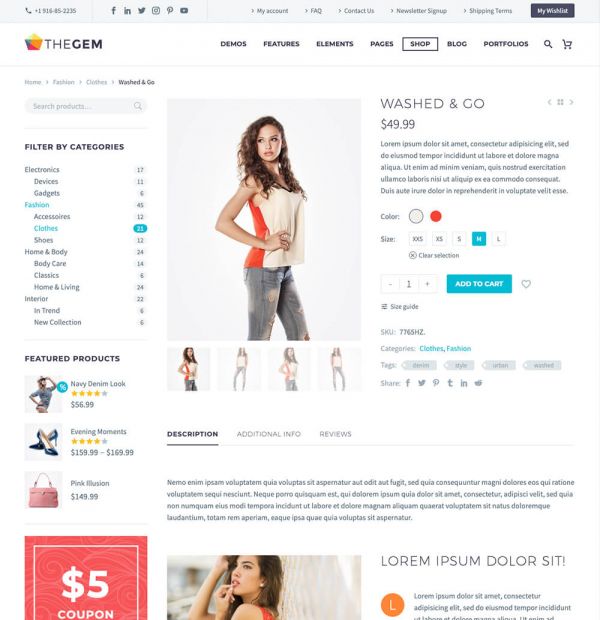 +1 916-85-2235
My account
FAQ
Contact Us
Newsletter Signup
Shipping Terms
My Wishlist
THEGEM
DEMOS
FEATURES
ELEMENTS
PAGES
SHOP
BLOG
PORTFOLIOS
Home > Fashion > Clothes > Washed & Go
Search products...
FILTER BY CATEGORIES
Electronics 17
Devices 11
Gadgets 6
Fashion 45
Accessories 12
Clothes 21
Shoes 12
Home & Body 24
Body Care 14
Classics 6
Home & Living 24
Interior 22
In Trend 6
New Collection 6
FEATURED PRODUCTS
%
Navy Denim Look
$56.99
Evening Moments
$159.99 – $169.99
Pink Illusion
$149.99
$5
COUPON
WASHED & GO
$49.99
Lorem ipsum dolor sit amet, consectetur adipisicing elit, sed
do eiusmod tempor incididunt ut labore et dolore magna
aliqua. Ut enim ad minim veniam, quis nostrud exercitation
ullamco laboris nisi ut aliquip ex ea commodo consequat.
Duis aute irure dolor in reprehenderit in voluptate velit esse.
Color:
Size: XXS XS S M L
Clear selection
- 1 +
ADD TO CART
Size guide
SKU: 7765HZ.
Categories: Clothes, Fashion
Tags: denim style urban washed
Share:
DESCRIPTION
ADDITIONAL INFO
REVIEWS
Nemo enim ipsam voluptatem quia voluptas sit aspernatur aut odit aut fugit, sed quia consequuntur magni dolores eos qui ratione
voluptatem sequi nesciunt. Neque porro quisquam est, qui dolorem ipsum quia dolor sit amet, consectetur, adipisci velit, sed quia
non numquam eius modi tempora incidunt ut labore et dolore magnam aliquam quaerat voluptatem sit natus doloremque
laudantium, totam rem aperiam, eaque ipsa quae quia voluptas sit aspernatur.
LOREM IPSUM DOLOR SIT!
L
Lorem ipsum dolor sit amet, consectetur
adipisicing elit, sed do eiusmod tempor
incididunt ut labore et dolore magna